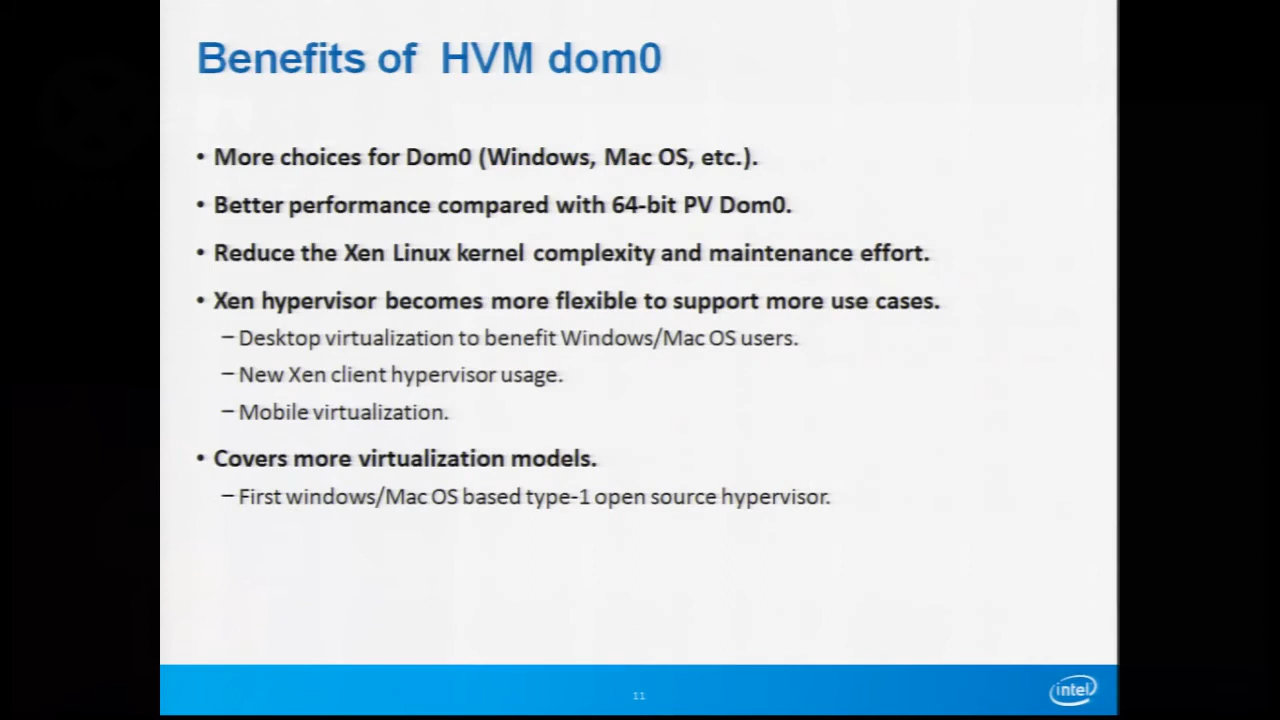 Benefits of HVM dom0
• More choices for Dom0 (Windows, Mac OS, etc.).
• Better performance compared with 64-bit PV Dom0.
• Reduce the Xen Linux kernel complexity and maintenance effort.
• Xen hypervisor becomes more flexible to support more use cases.
– Desktop virtualization to benefit Windows/Mac OS users.
– New Xen client hypervisor usage.
– Mobile virtualization.
• Covers more virtualization models.
– First windows/Mac OS based type-1 open source hypervisor.
11
intel